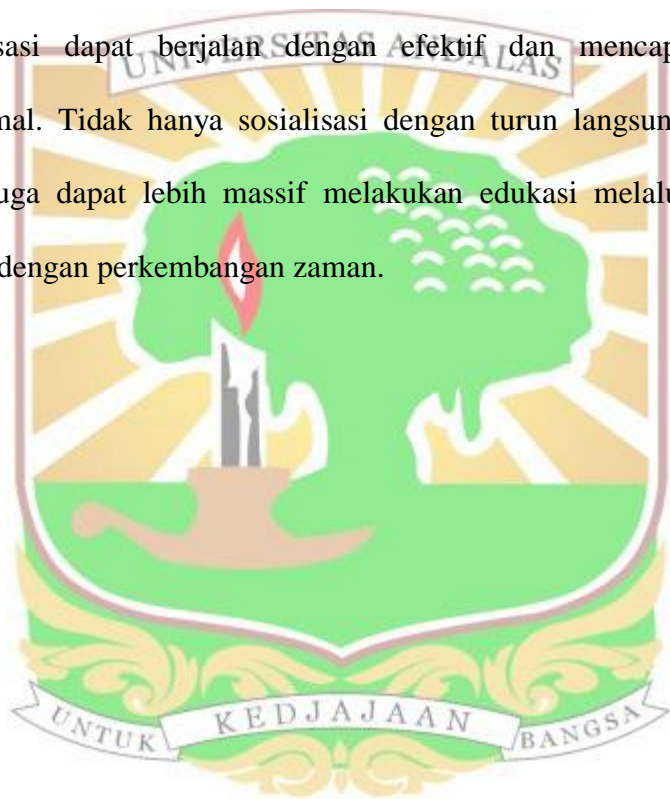 UNIVERSITAS ANDALAS
sasi dapat berjalan dengan efektif dan mencap
mal. Tidak hanya sosialisasi dengan turun langsun
uga dapat lebih massif melakukan edukasi melalu
dengan perkembangan zaman.
UNTUK KEDJAJAAN BANGSA